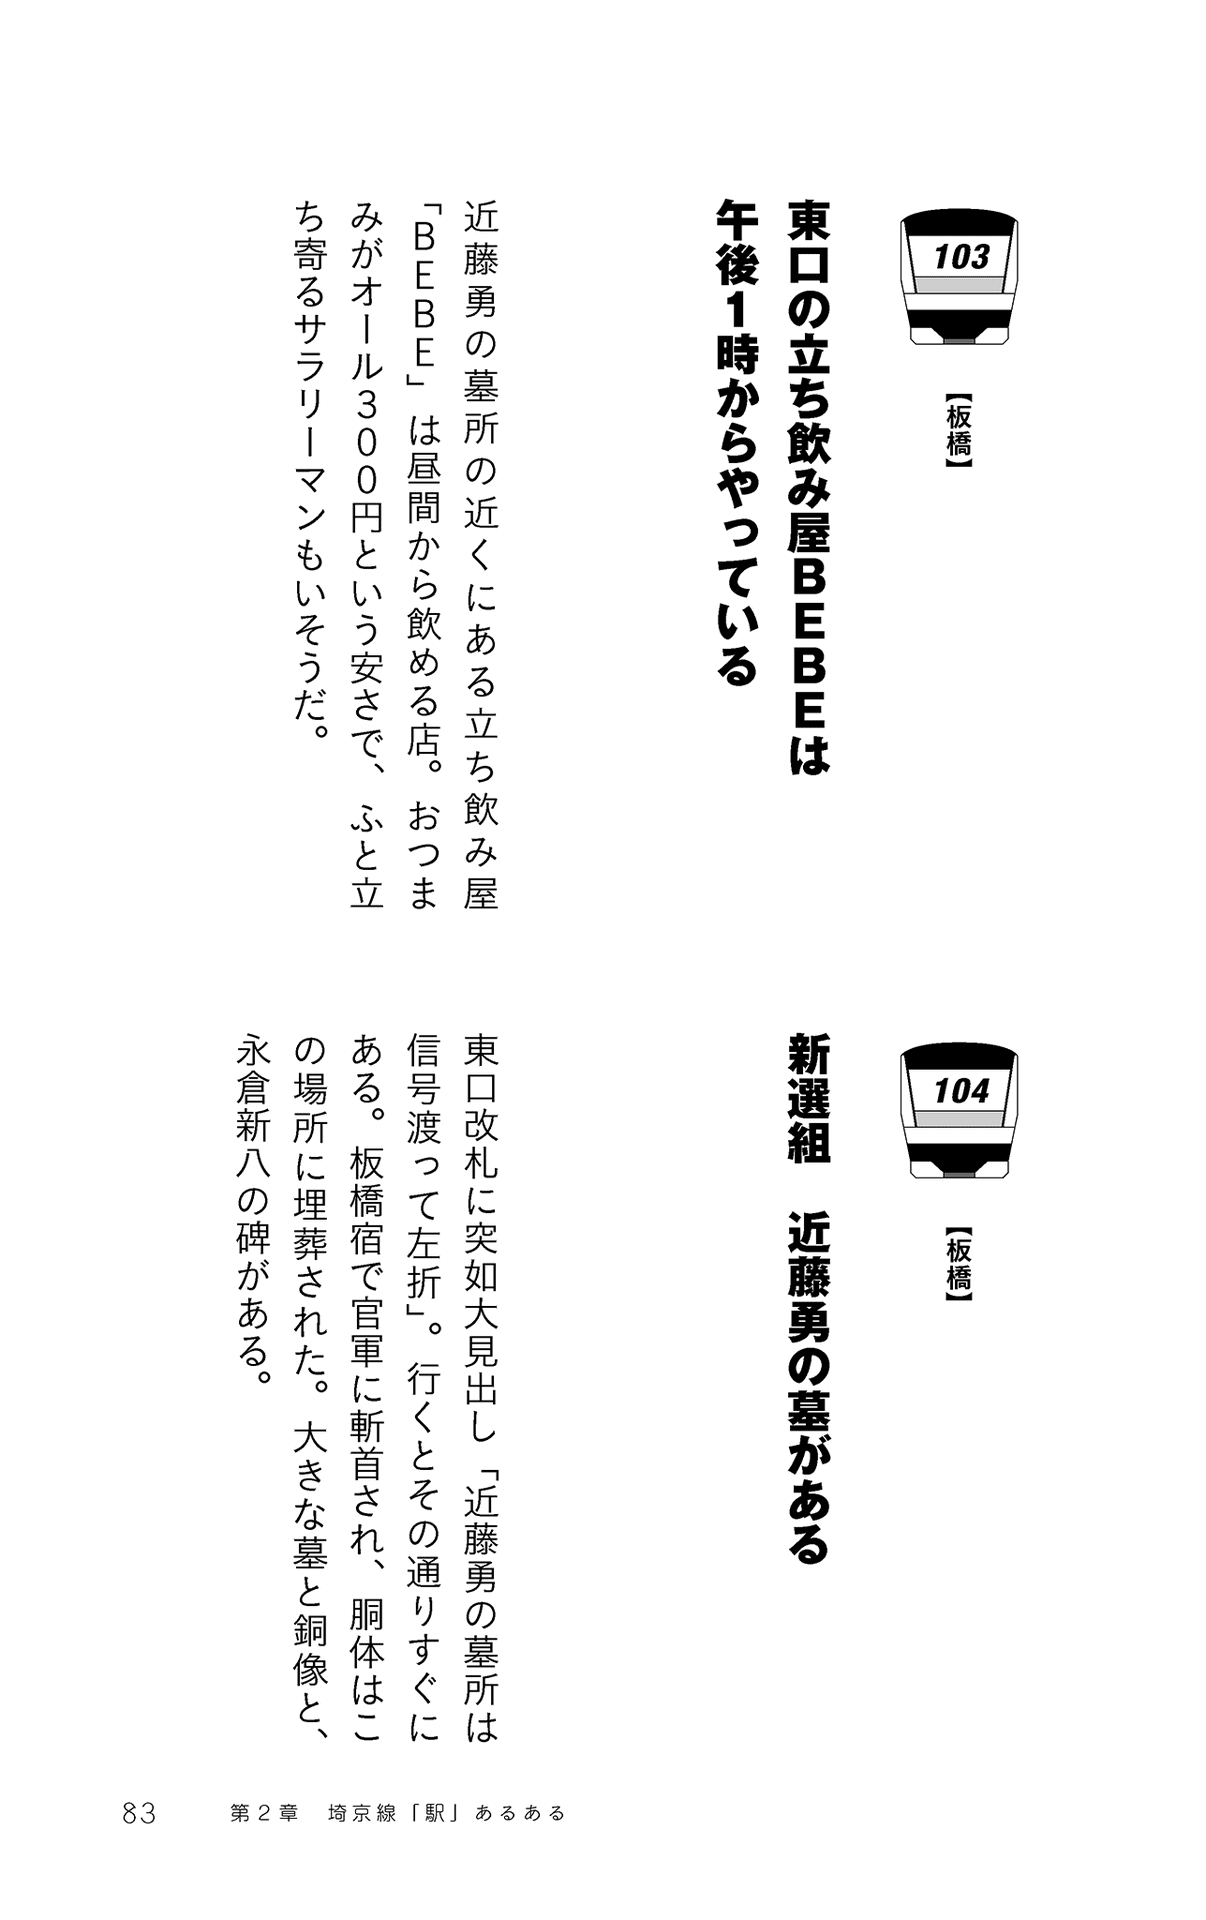 103
【板橋】
東口の立ち飲み屋ＢＥＢＥは
午後１時からやっている
近藤勇の墓所の近くにある立ち飲み屋
「ＢＥＢＥ」は昼間から飲める店。おつま
みがオール３００円という安さで、ふと立
ち寄るサラリーマンもいそうだ。
104
【板橋】
新選組　近藤勇の墓がある
東口改札に突如大見出し「近藤勇の墓所は
信号渡って左折」。行くとその通りすぐに
ある。板橋宿で官軍に斬首され、胴体はこ
の場所に埋葬された。大きな墓と銅像と、
永倉新八の碑がある。
83　第２章　埼京線「駅」あるある